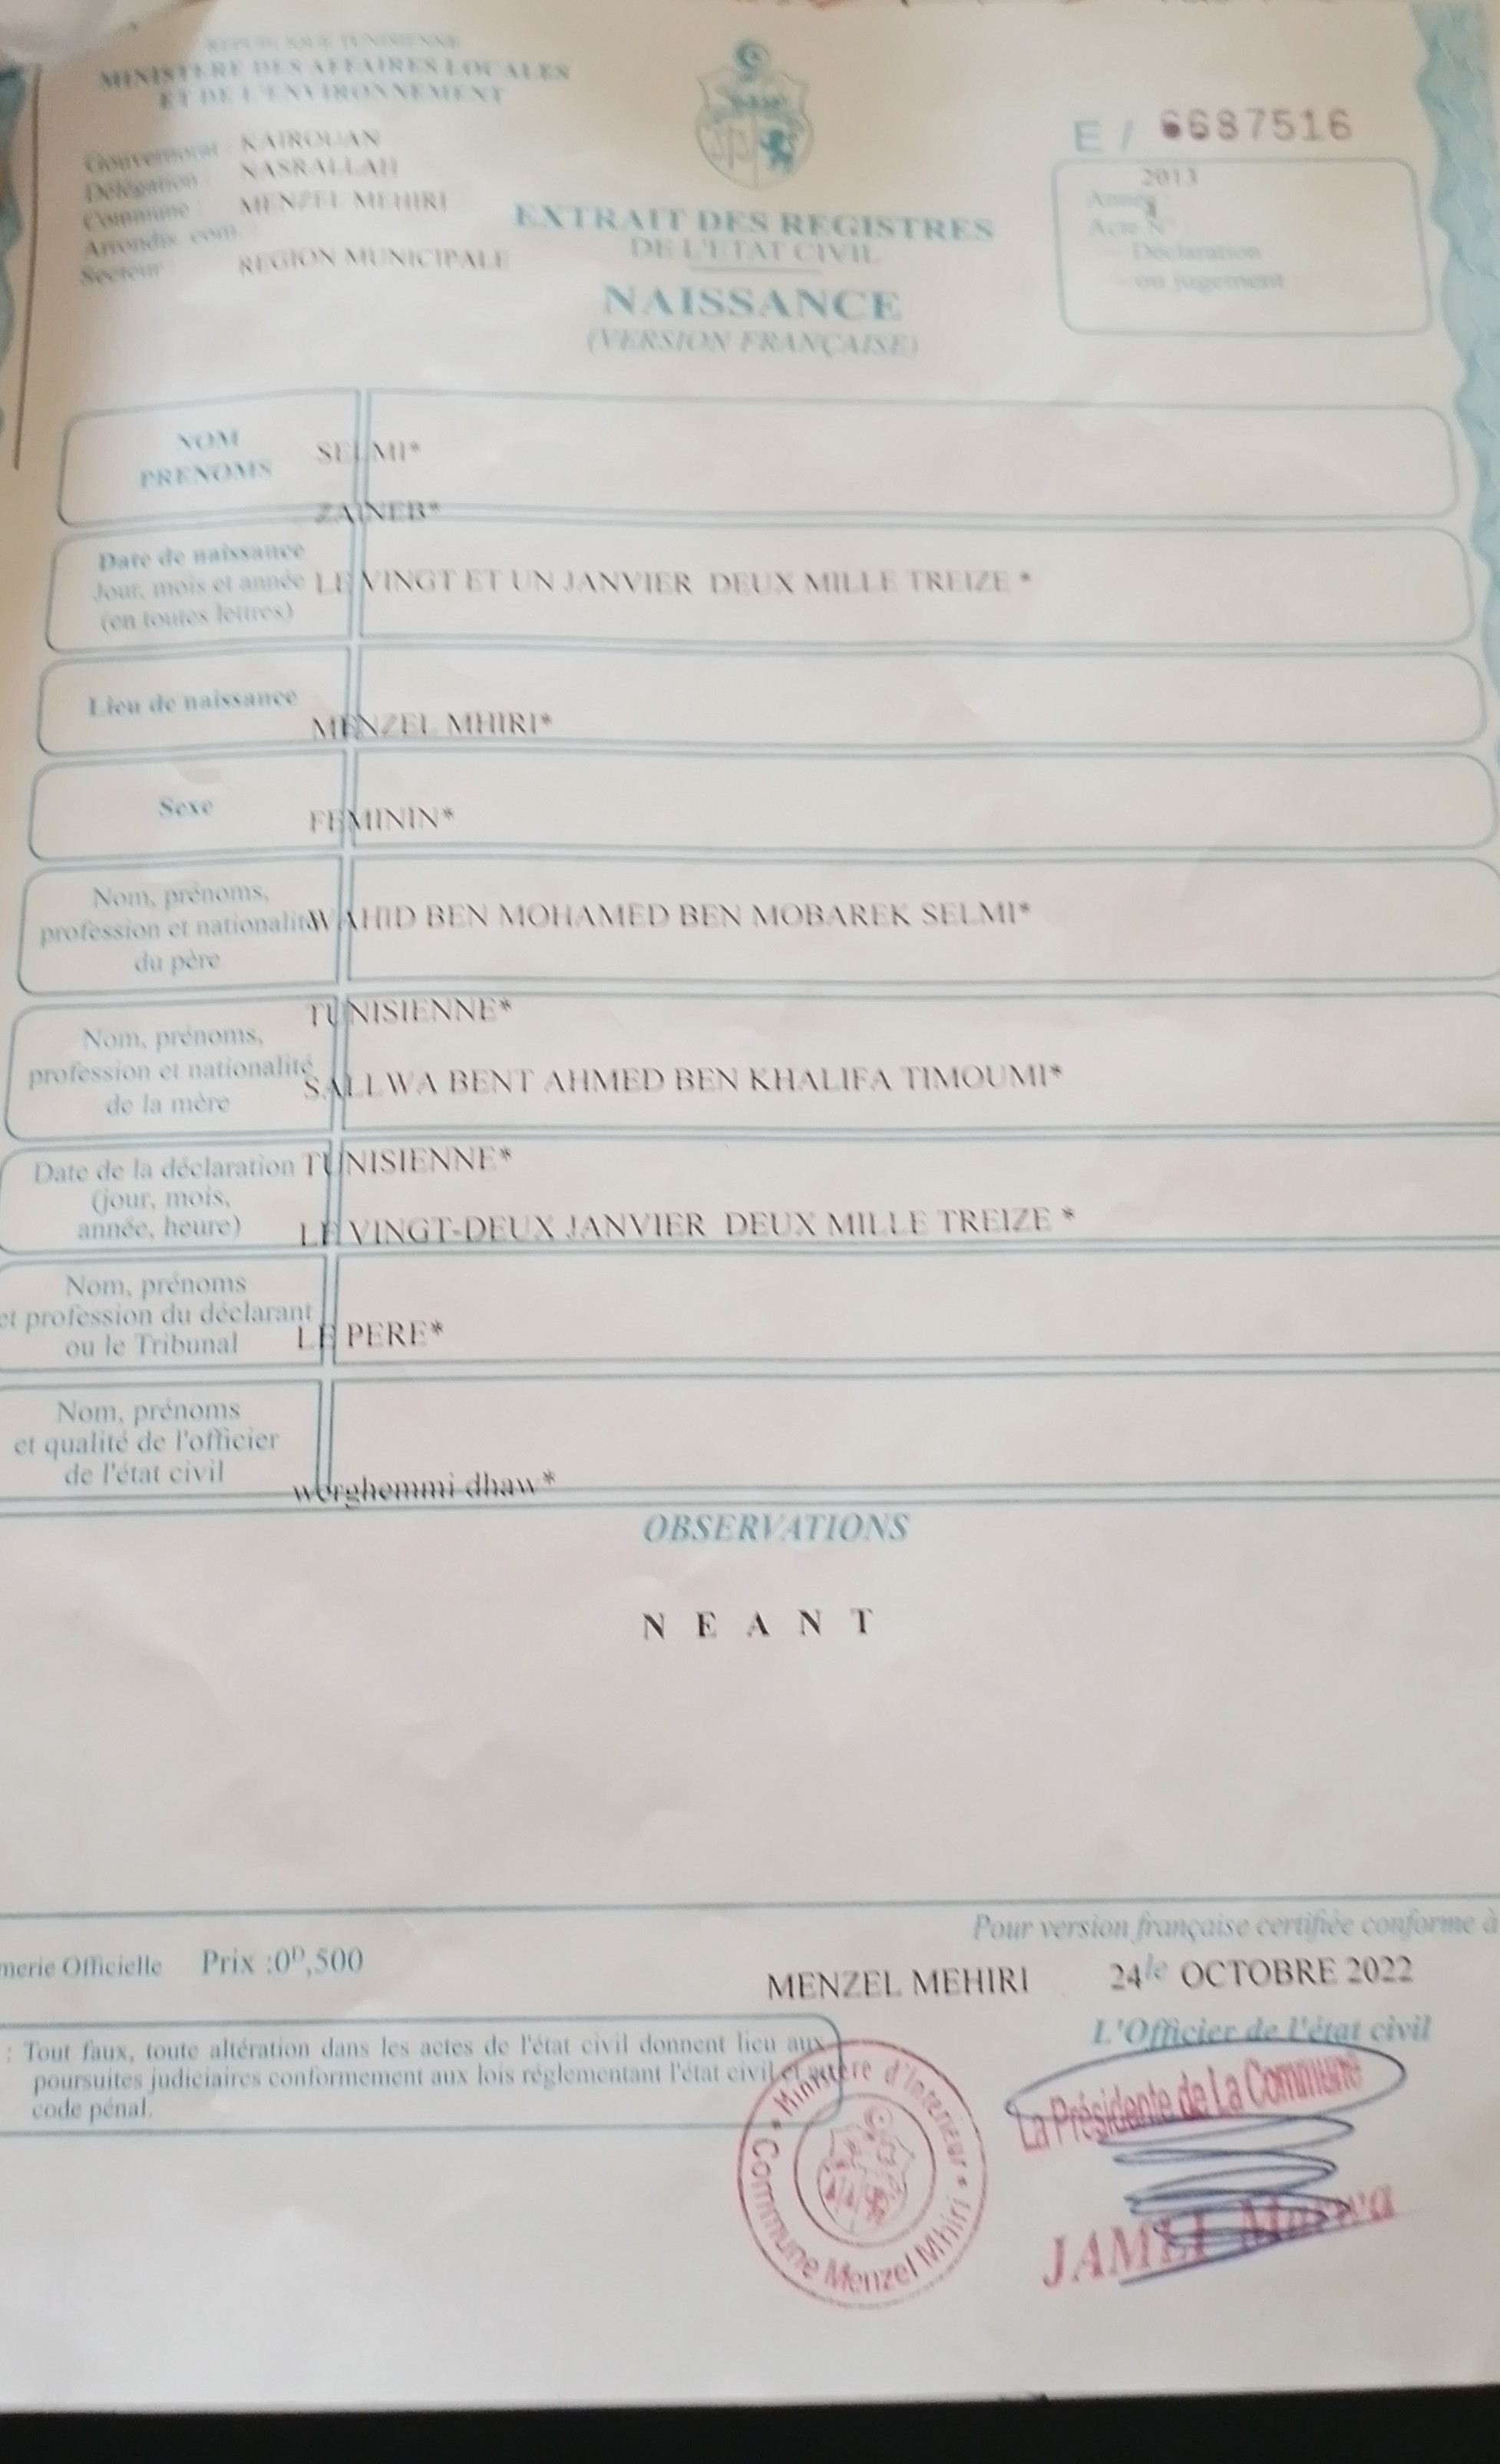 REPUBLIQUE TUNISIENNE
MINISTERE DES AFFAIRES LOCALES
ET DE L'ENVIRONNEMENT
Gouvernorat : KAIROUAN
Délégation NASRALLAH
Commune : MENZEL MEHIRI
Arrondis. com. :
Secteur : REGION MUNICIPALE
E / 6687516
2013
Année
Acte N° :
— Déclaration
— ou jugement
EXTRAIT DES REGISTRES
DE L'ETAT CIVIL
NAISSANCE
(VERSION FRANÇAISE)
NOM
PRENOMS
SELMI*
ZAINEB*
Date de naissance
Jour, mois et année
(en toutes lettres)
LE VINGT ET UN JANVIER DEUX MILLE TREIZE *
Lieu de naissance
MENZEL MHIRI*
Sexe
FEMININ*
Nom, prénoms,
profession et nationalité
du père
WAHID BEN MOHAMED BEN MOBAREK SELMI*
TUNISIENNE*
Nom, prénoms,
profession et nationalité
de la mère
SALLWA BENT AHMED BEN KHALIFA TIMOUMI*
TUNISIENNE*
Date de la déclaration
(jour, mois,
année, heure)
LE VINGT-DEUX JANVIER DEUX MILLE TREIZE *
Nom, prénoms
et profession du déclarant
ou le Tribunal
LE PERE*
Nom, prénoms
et qualité de l'officier
de l'état civil
werghemmi dhaw*
OBSERVATIONS
N E A N T
Pour version française certifiée conforme à
merie Officielle Prix :0D,500
MENZEL MEHIRI 24 le OCTOBRE 2022
L'Officier de l'état civil
: Tout faux, toute altération dans les actes de l'état civil donnent lieu aux
poursuites judiciaires conformement aux lois réglementant l'état civil et au
code pénal.
Ministère d'Interieur
Commune Menzel Mhiri
La Présidente de La Commune
JAMLI Marwa